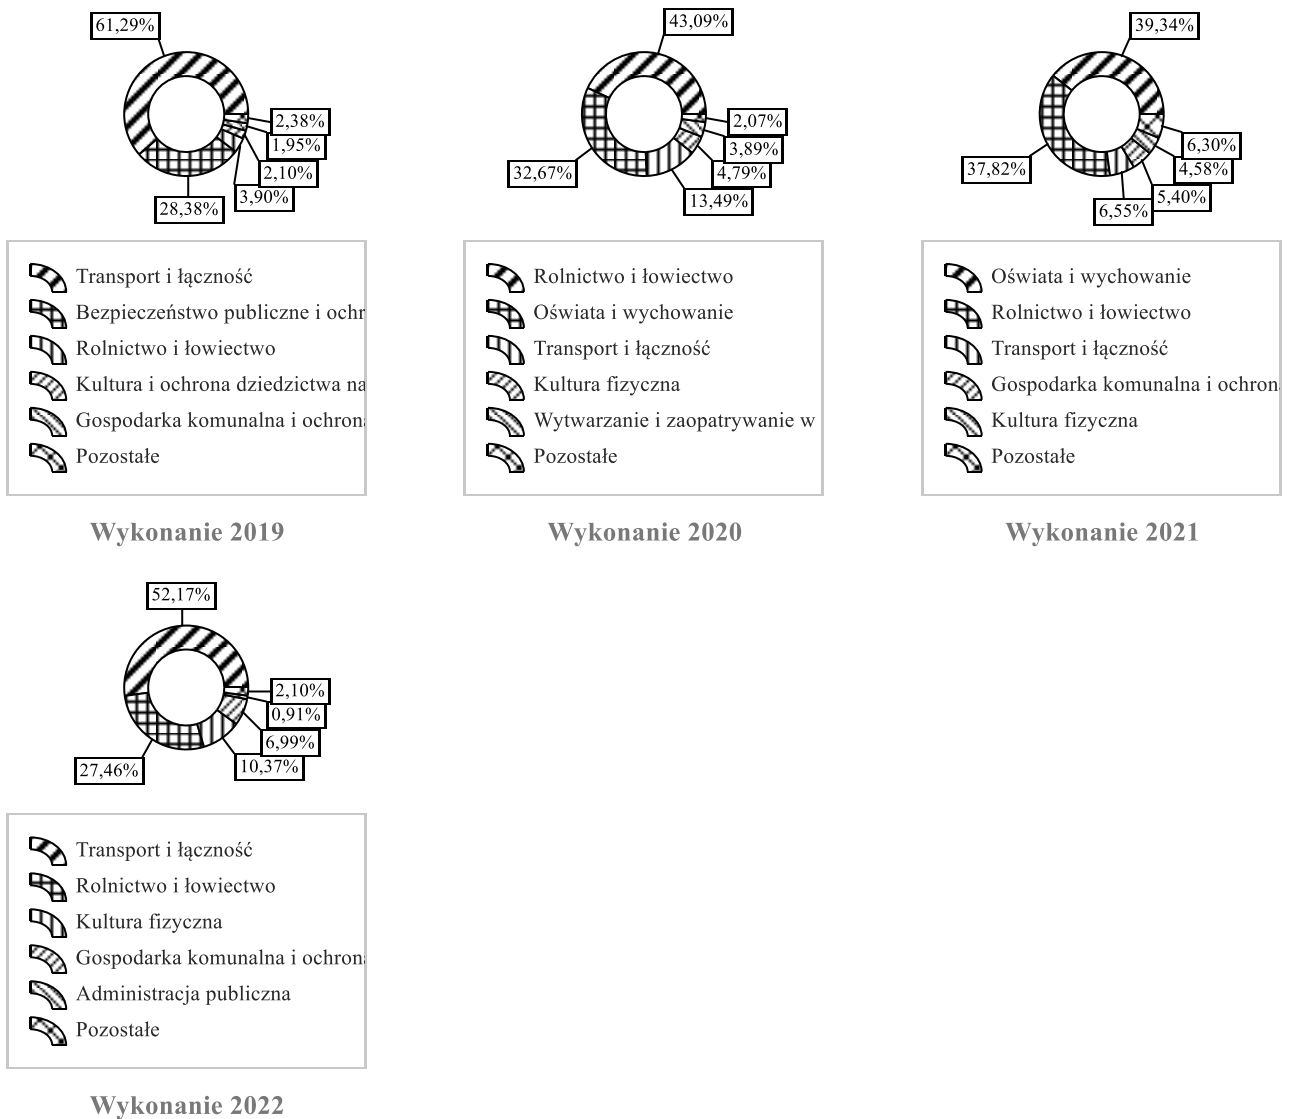 61,29%
2,38%
1,95%
2,10%
3,90%
28,38%
Transport i łączność
Bezpieczeństwo publiczne i ochr
Rolnictwo i łowiectwo
Kultura i ochrona dziedzictwa na
Gospodarka komunalna i ochron
Pozostałe
Wykonanie 2019
43,09%
2,07%
3,89%
4,79%
13,49%
32,67%
Rolnictwo i łowiectwo
Oświata i wychowanie
Transport i łączność
Kultura fizyczna
Wytwarzanie i zaopatrywanie w
Pozostałe
Wykonanie 2020
39,34%
6,30%
4,58%
5,40%
6,55%
37,82%
Oświata i wychowanie
Rolnictwo i łowiectwo
Transport i łączność
Gospodarka komunalna i ochron
Kultura fizyczna
Pozostałe
Wykonanie 2021
52,17%
2,10%
0,91%
6,99%
10,37%
27,46%
Transport i łączność
Rolnictwo i łowiectwo
Kultura fizyczna
Gospodarka komunalna i ochron
Administracja publiczna
Pozostałe
Wykonanie 2022